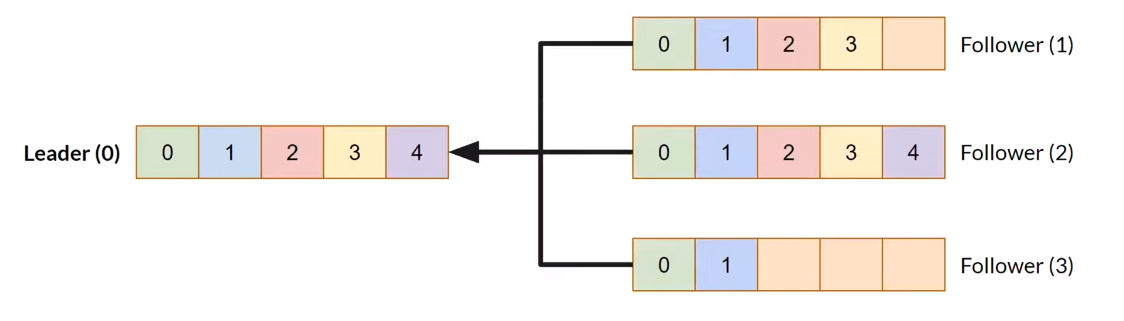 0 1 2 3 Follower (1)
Leader (0) 0 1 2 3 4
0 1 2 3 4 Follower (2)
0 1 Follower (3)